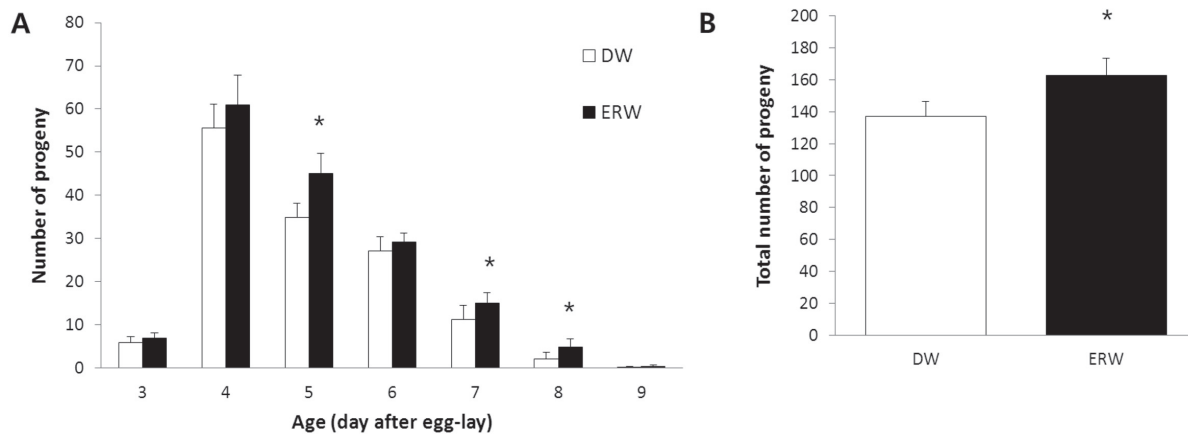 A
Number of progeny
80
70
60
50
40
30
20
10
0
DW
ERW
*
*
*
3 4 5 6 7 8 9
Age (day after egg-lay)
B
Total number of progeny
200
180
160
140
120
100
80
60
40
20
0
*
DW ERW